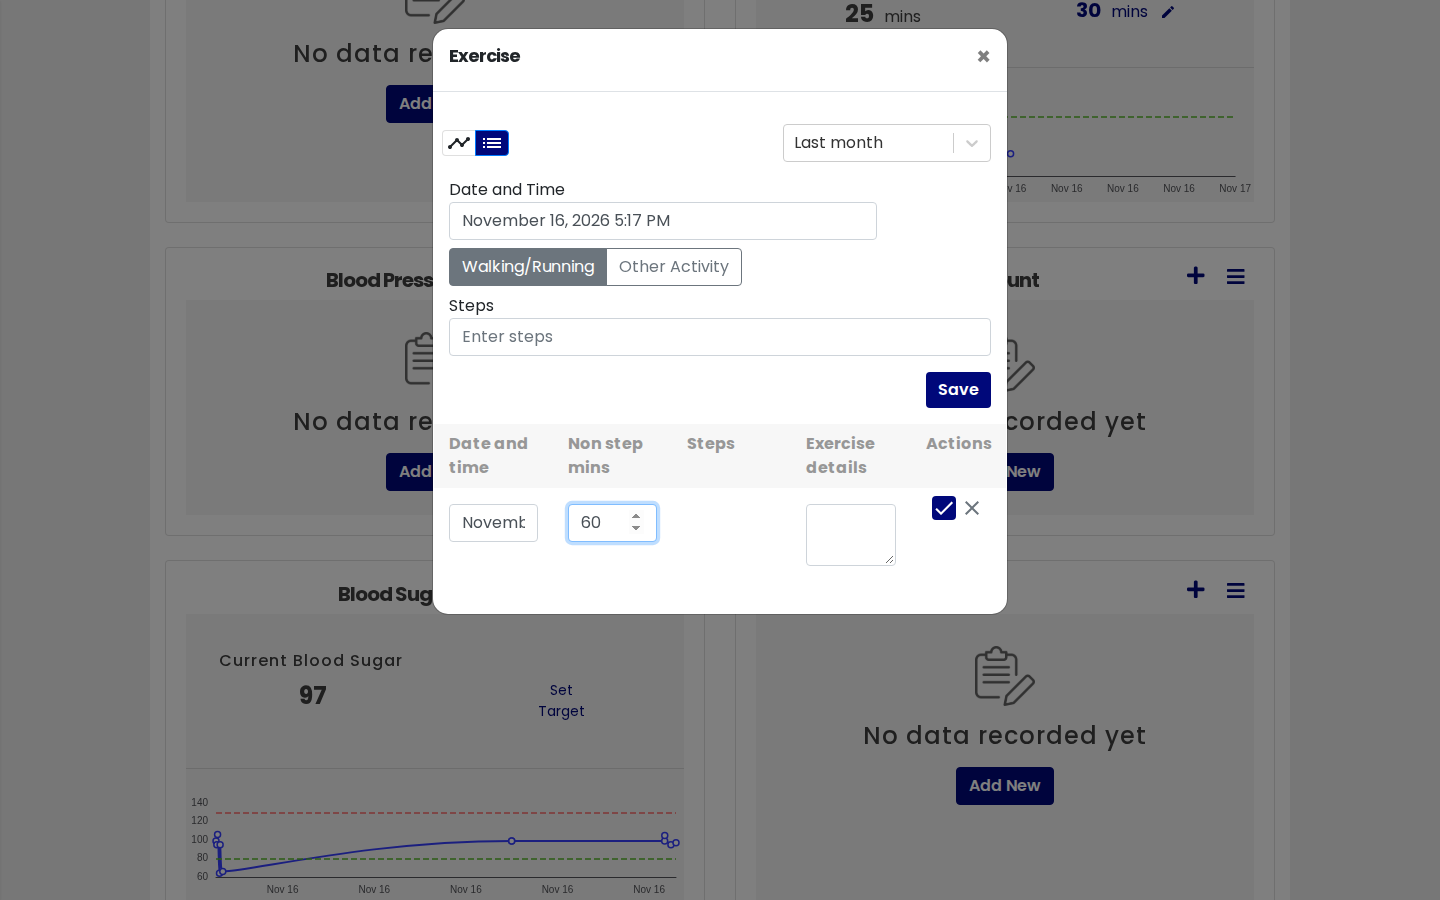 25 mins
30 mins
No data re
Add
Exercise
×
Last month
Date and Time
November 16, 2026 5:17 PM
Walking/Running
Other Activity
Steps
Enter steps
Save
Date and time
Non step mins
Steps
Exercise details
Actions
Novemb
60
v 16
Nov 16
Nov 16
Nov 16
Nov 17
Blood Press
unt
No data re
Add
corded yet
New
Blood Sug
Current Blood Sugar
97
Set
Target
140
120
100
80
60
Nov 16
Nov 16
Nov 16
Nov 16
Nov 16
No data recorded yet
Add New